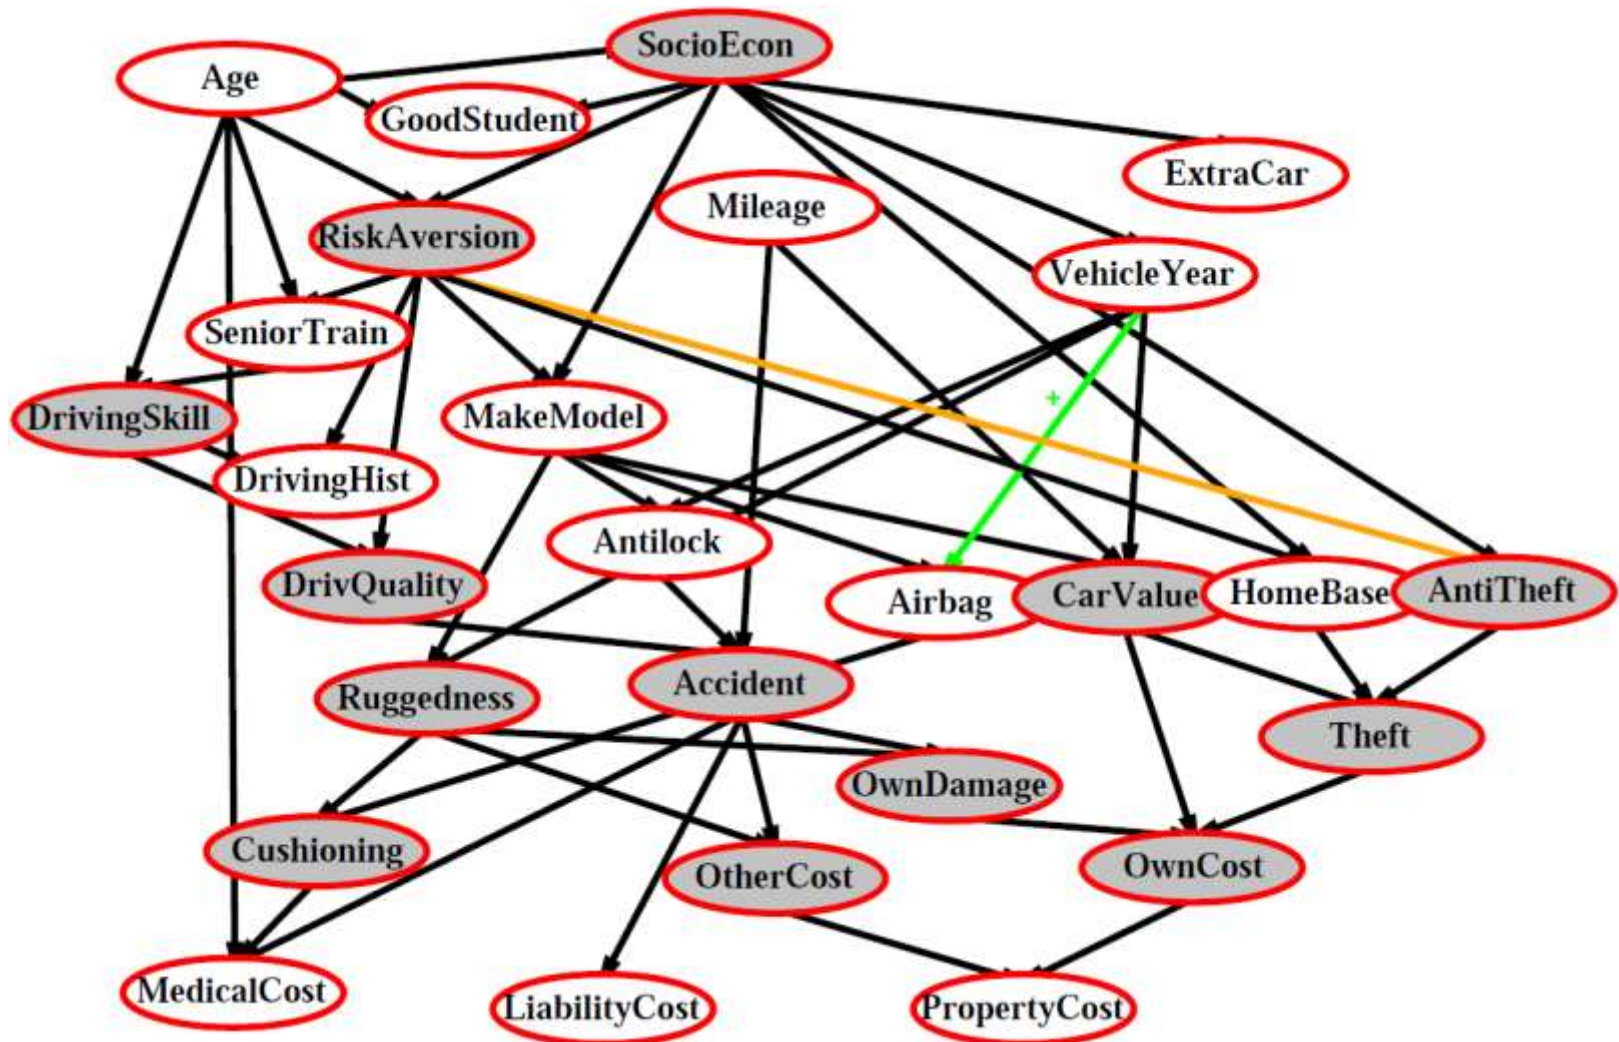 SocioEcon
Age
GoodStudent
ExtraCar
Mileage
RiskAversion
VehicleYear
SeniorTrain
+
DrivingSkill
MakeModel
DrivingHist
Antilock
DrivQuality
Airbag
CarValue
HomeBase
AntiTheft
Accident
Ruggedness
Theft
OwnDamage
Cushioning
OtherCost
OwnCost
MedicalCost
LiabilityCost
PropertyCost